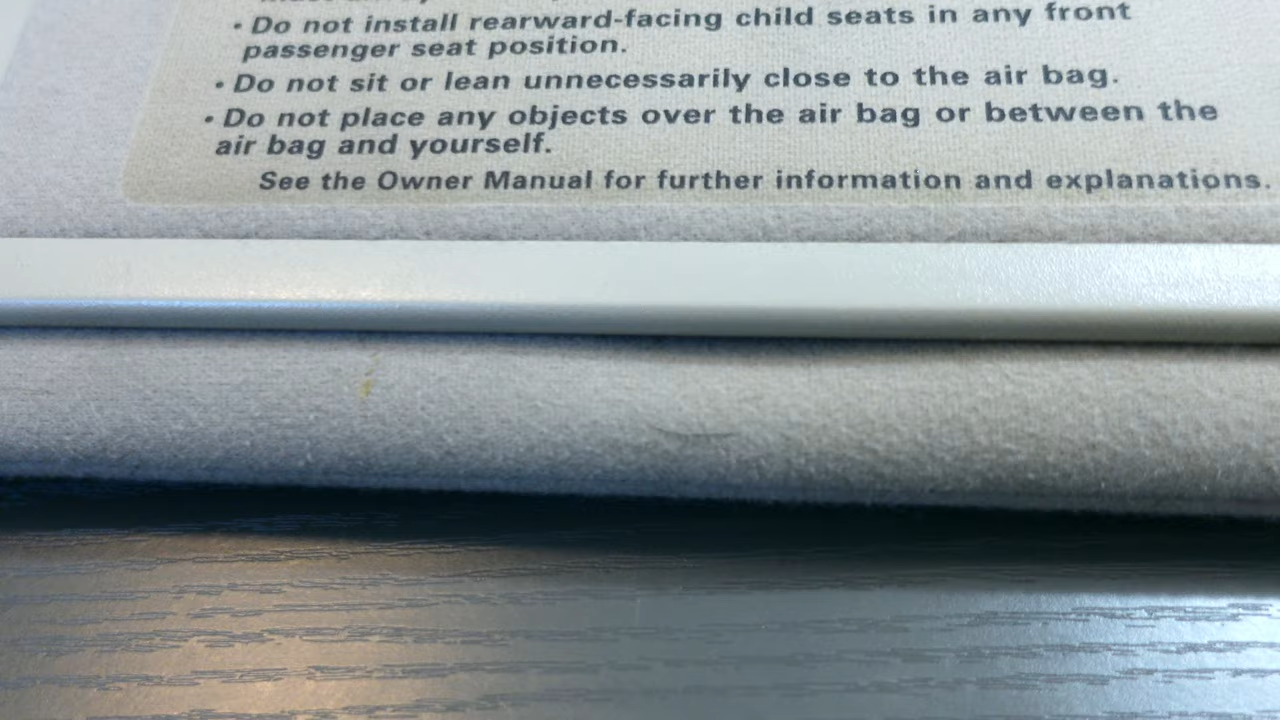 • Do not install rearward-facing child seats in any front
passenger seat position.
• Do not sit or lean unnecessarily close to the air bag.
• Do not place any objects over the air bag or between the
air bag and yourself.
See the Owner Manual for further information and explanations.